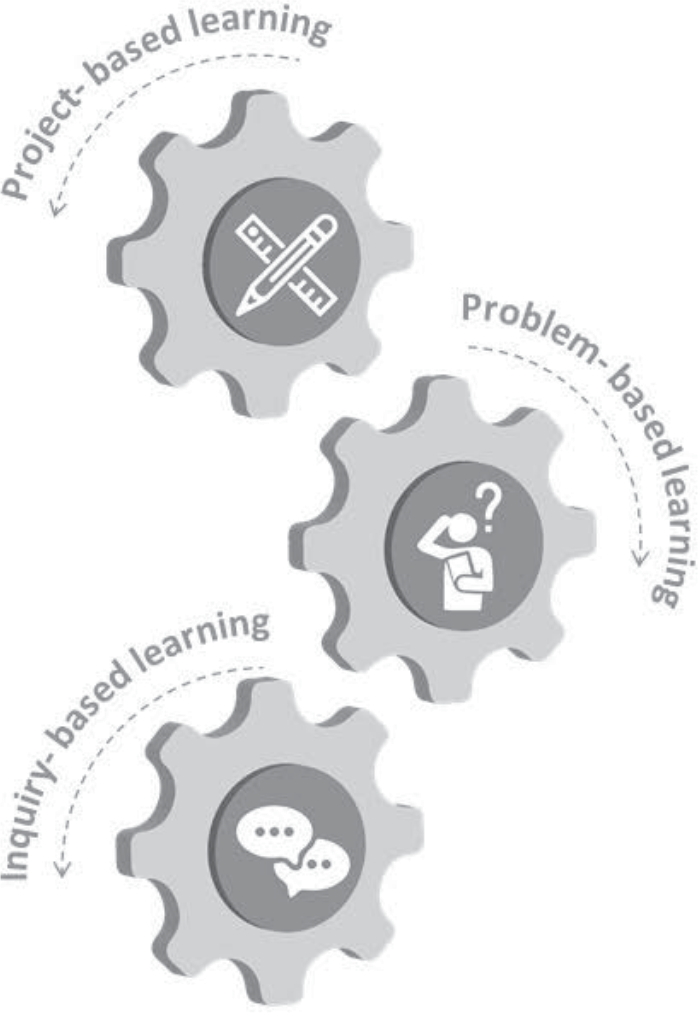 Project- based learning
Problem- based learning
Inquiry- based learning